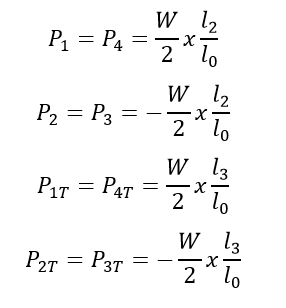 P₁ = P₄ = W/2 x l₂/l₀
P₂ = P₃ = −W/2 x l₂/l₀
P₁T = P₄T = W/2 x l₃/l₀
P₂T = P₃T = −W/2 x l₃/l₀